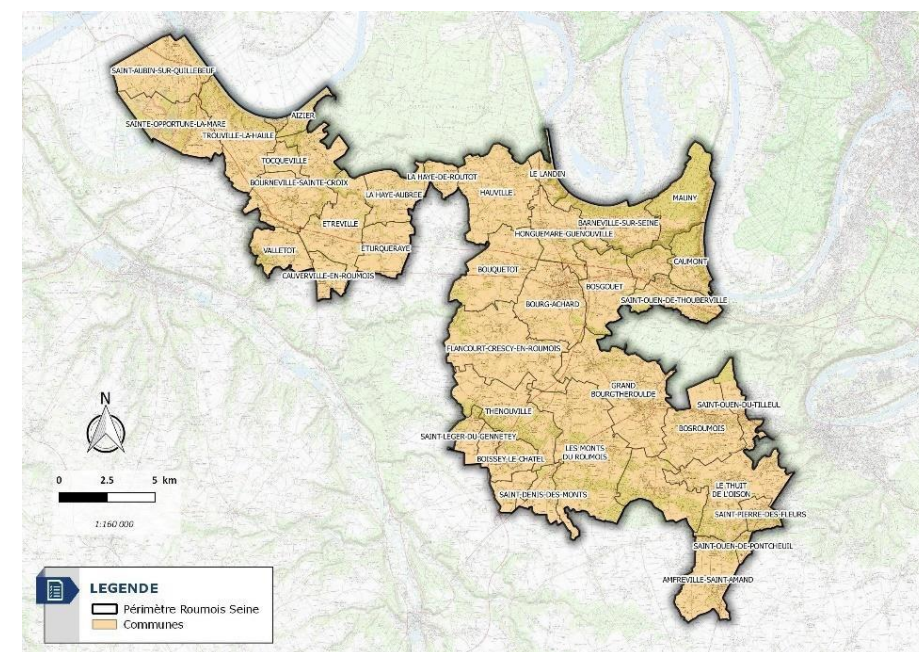 SAINT-AUBIN-SUR-QUILLEBEUF
AIZIER
SAINTE-OPPORTUNE-LA-MARE
TROUVILLE-LA-HAULE
TOCQUEVILLE
LA HAYE-DE-ROUTOT
LE LANDIN
BOURNEVILLE-SAINTE-CROIX
LA HAYE-AUBREE
HAUVILLE
MAUNY
ETREVILLE
BARNEVILLE-SUR-SEINE
HONGUEMARE-GUENOUVILLE
VALLETOT
ETURQUERAYE
CAUMONT
BOUQUETOT
CAUVERVILLE-EN-ROUMOIS
BOSGOUET
BOURG-ACHARD
SAINT-OUEN-DE-THOUBERVILLE
FLANCOURT-CRESCY-EN-ROUMOIS
GRAND
BOURGTHEROULDE
SAINT-OUEN-DU-TILLEUL
THENOUVILLE
BOSROUMOIS
SAINT-LEGER-DU-GENNETEY
LES MONTS
DU ROUMOIS
BOISSEY-LE-CHATEL
LE THUIT
DE L'OISON
SAINT-DENIS-DES-MONTS
SAINT-PIERRE-DES-FLEURS
SAINT-OUEN-DE-PONTCHEUIL
AMFREVILLE-SAINT-AMAND
N
0 2.5 5 km
1:160 000
LEGENDE
Périmètre Roumois Seine
Communes